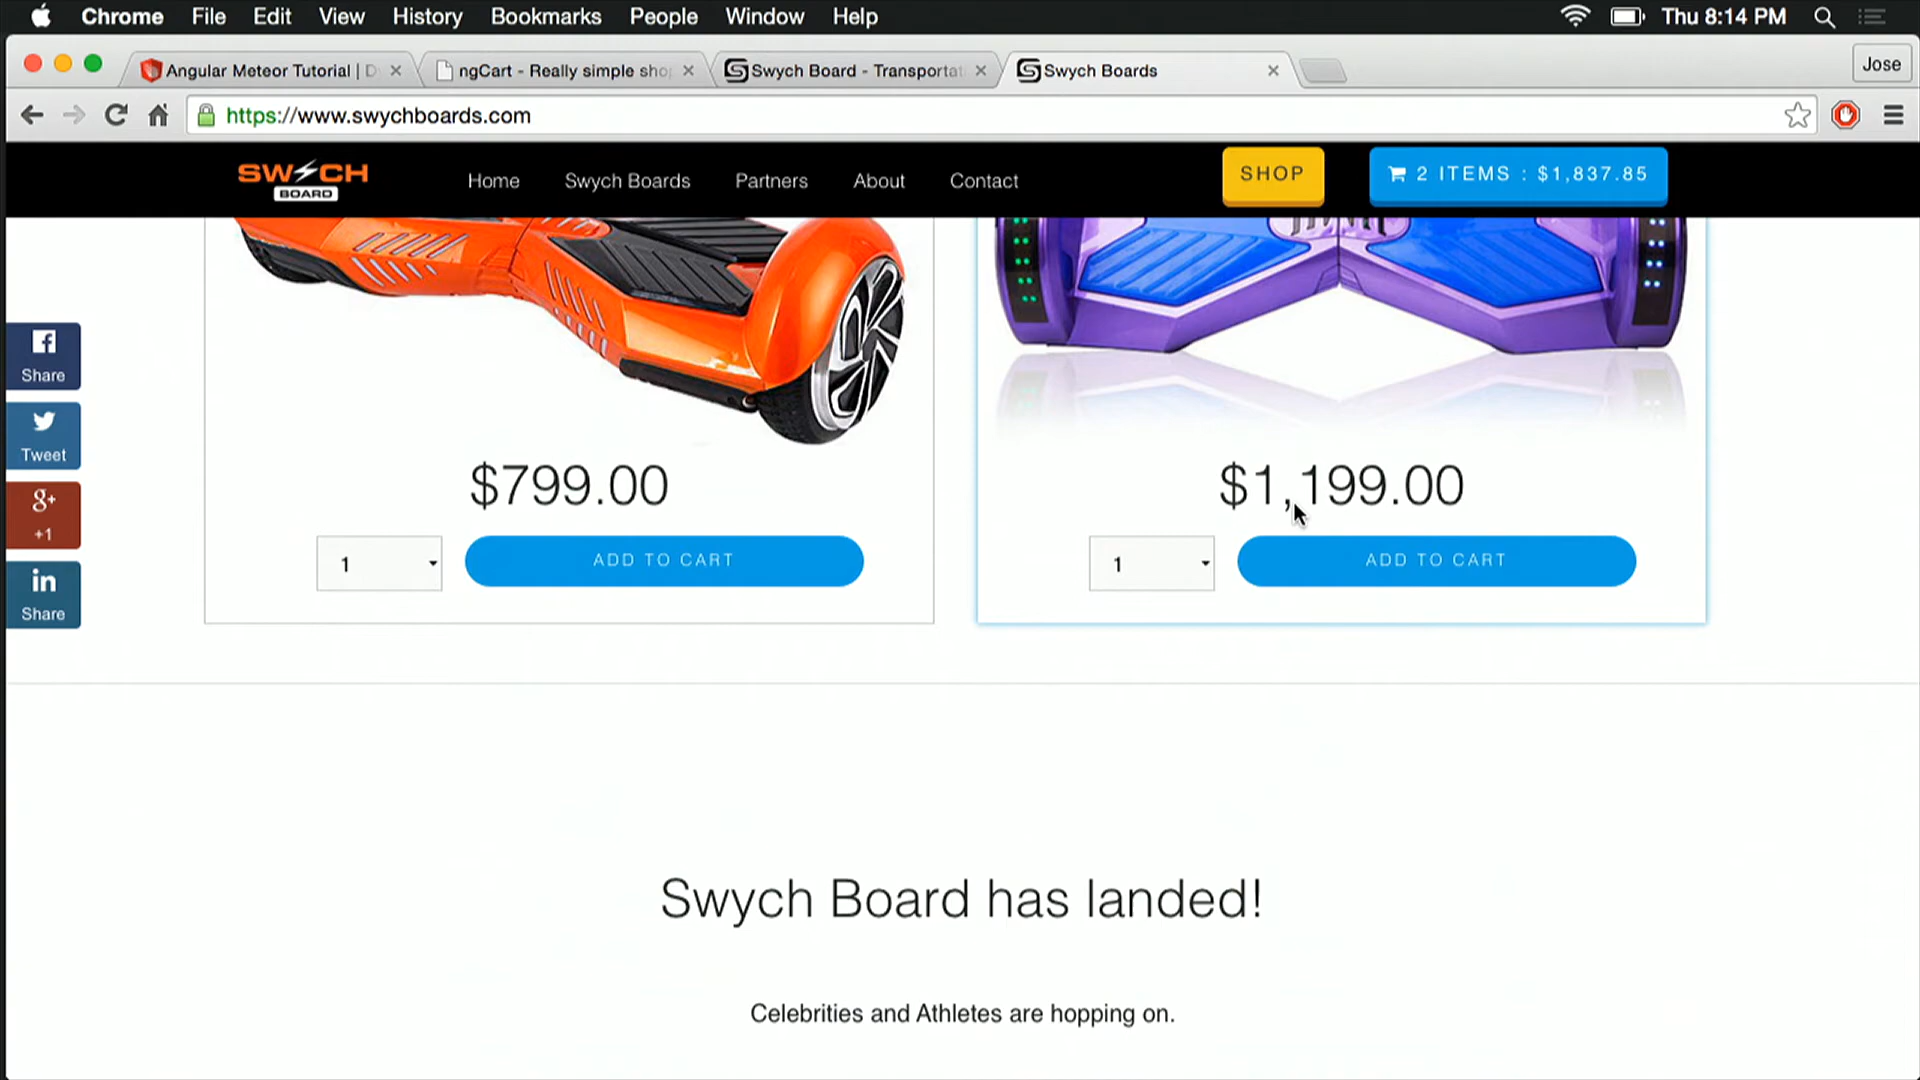 Chrome File Edit View History Bookmarks People Window Help Thu 8:14 PM
Angular Meteor Tutorial | D ngCart - Really simple sho Swych Board - Transportat Swych Boards Jose
https://www.swychboards.com
SWYCH
BOARD
Home Swych Boards Partners About Contact SHOP 2 ITEMS : $1,837.85
Share
Tweet
g+
+1
in
Share
$799.00 $1,199.00
1 ADD TO CART 1 ADD TO CART
Swych Board has landed!
Celebrities and Athletes are hopping on.